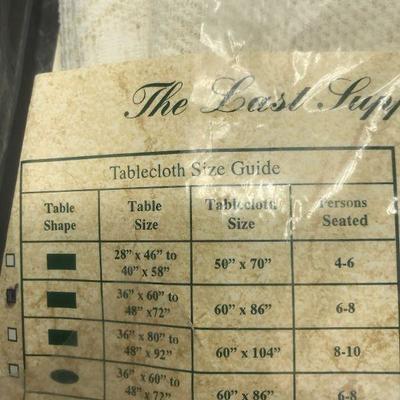 The Last Supp
Tablecloth Size Guide
Table Shape Table Size Tablecloth Size Persons Seated
28" x 46" to 40" x 58" 50" x 70" 4-6
36" x 60" to 48" x72" 60" x 86" 6-8
36" x 80" to 48" x 92" 60" x 104" 8-10
36" x 60" to 48" x 72" 60" x 86" 6-8